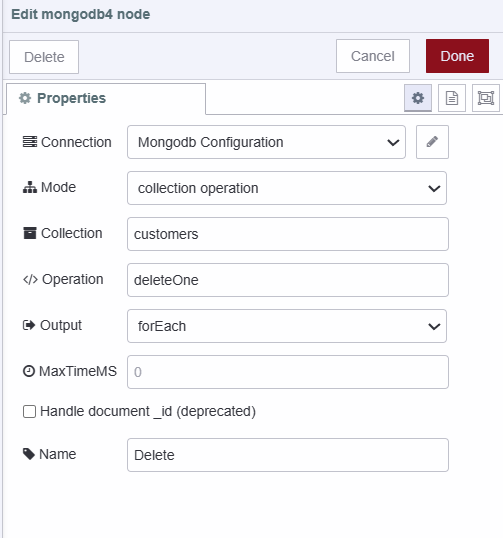 Edit mongodb4 node
Delete
Cancel
Done
Properties
Connection
Mongodb Configuration
Mode
collection operation
Collection
customers
Operation
deleteOne
Output
forEach
MaxTimeMS
0
Handle document _id (deprecated)
Name
Delete